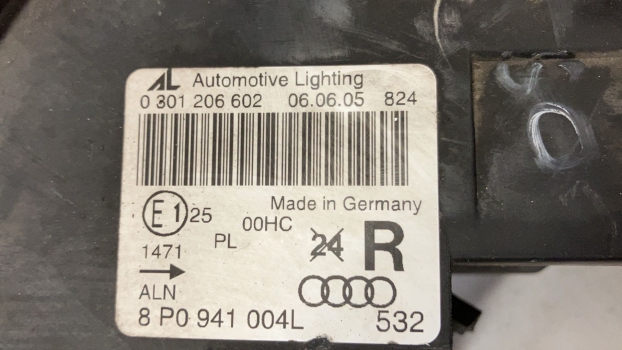 AL Automotive Lighting
0 301 206 602 06.06.05 824
Made in Germany
E1 25
00HC
PL
24 R
1471
ALN
8 P0 941 004L 532
O